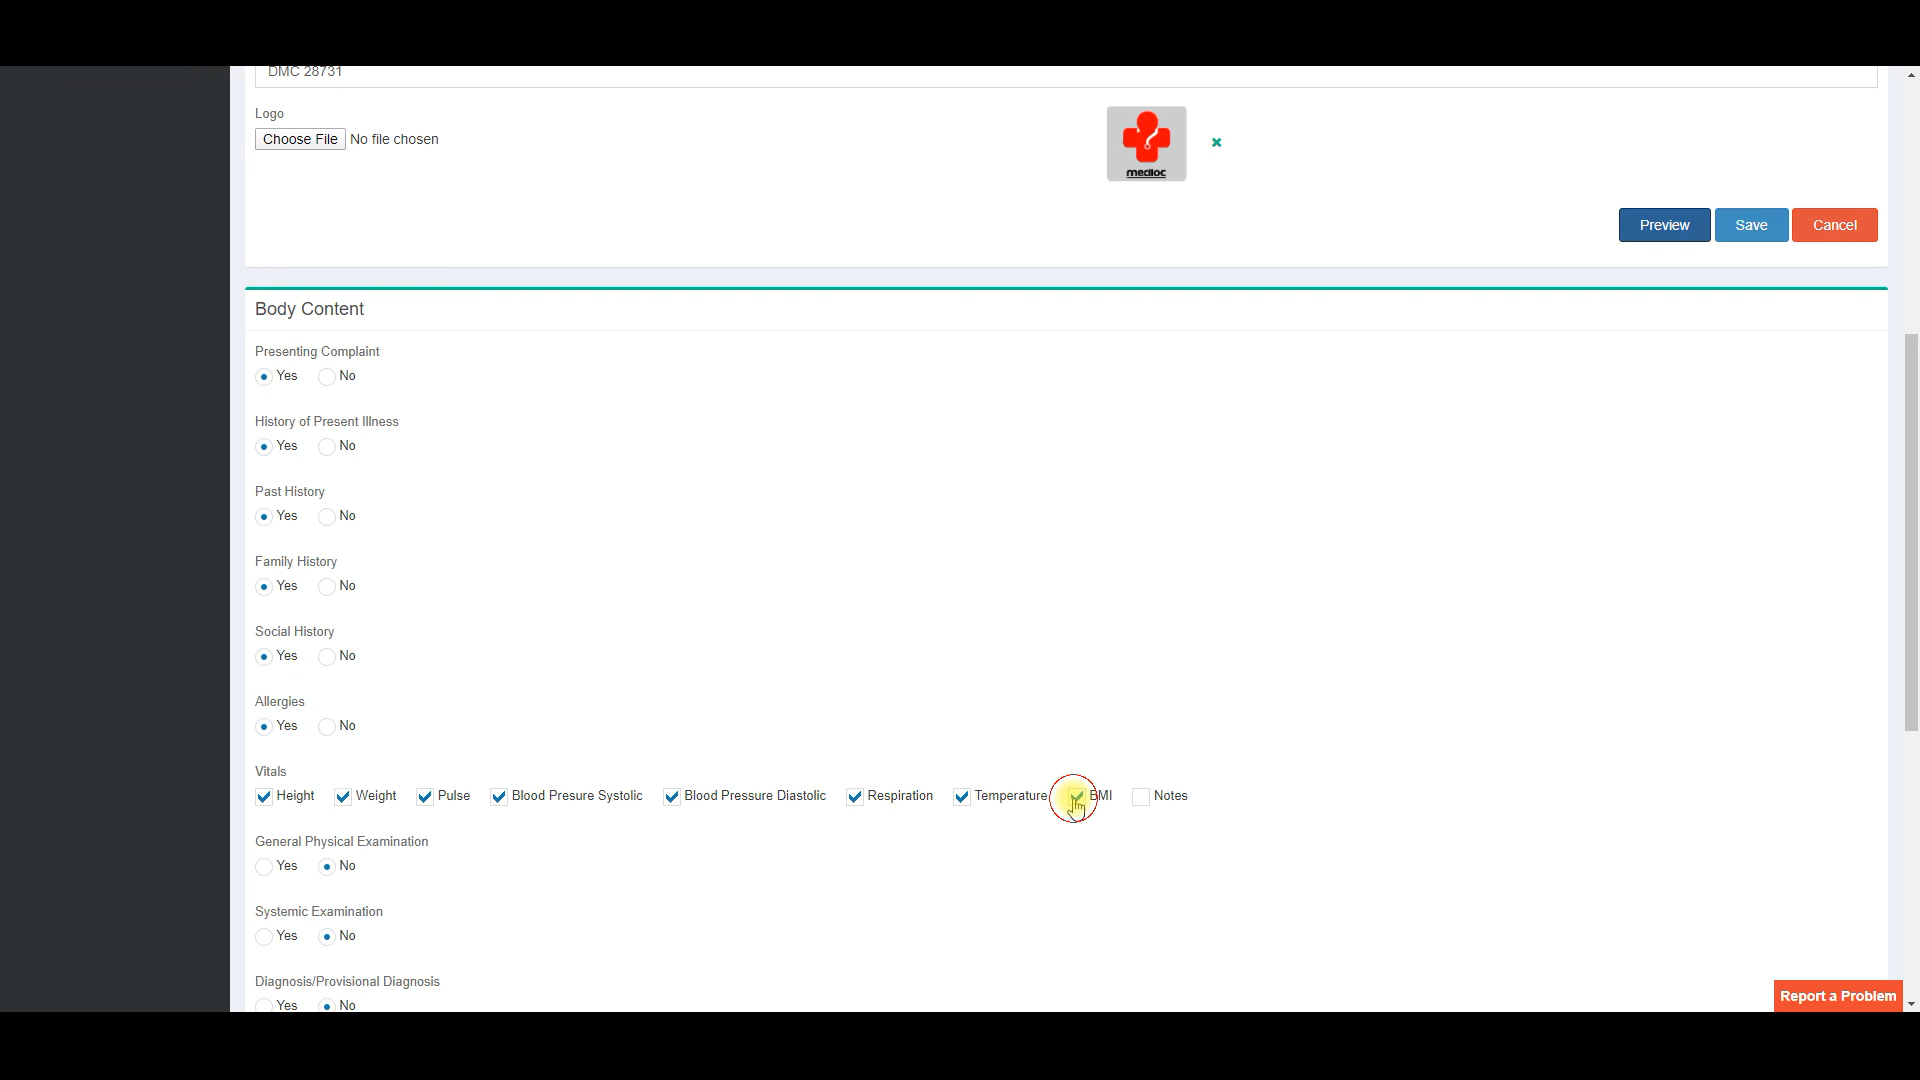 DMC 28731
Logo
Choose File No file chosen
medloc
Preview Save Cancel
Body Content
Presenting Complaint
Yes No
History of Present Illness
Yes No
Past History
Yes No
Family History
Yes No
Social History
Yes No
Allergies
Yes No
Vitals
Height Weight Pulse Blood Presure Systolic Blood Pressure Diastolic Respiration Temperature BMI Notes
General Physical Examination
Yes No
Systemic Examination
Yes No
Diagnosis/Provisional Diagnosis
Yes No
Report a Problem